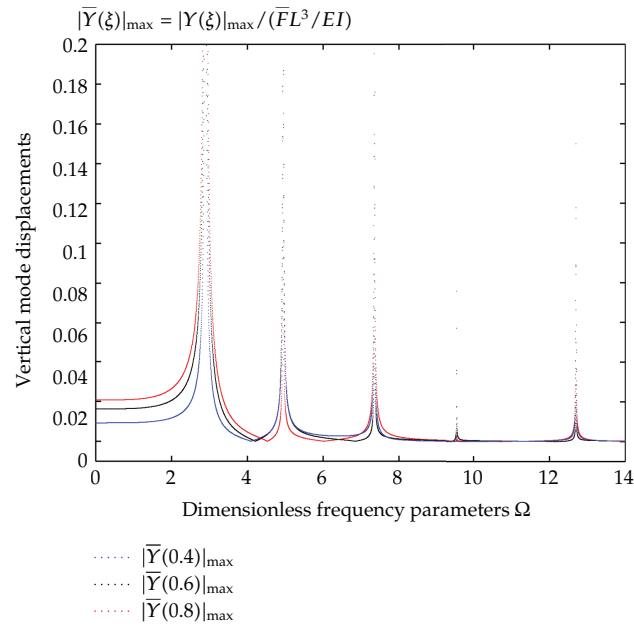 |Y̅(ξ)|max = |Y(ξ)|max/(F̅L³/EI)
0.2
0.18
0.16
0.14
0.12
0.1
0.08
0.06
0.04
0.02
0
Vertical mode displacements
0 2 4 6 8 10 12 14
Dimensionless frequency parameters Ω
|Y̅(0.4)|max
|Y̅(0.6)|max
|Y̅(0.8)|max